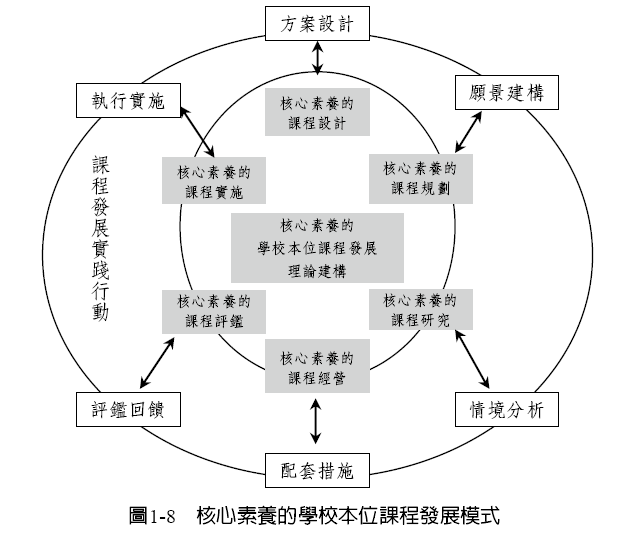 方案設計
執行實施
願景建構
核心素養的
課程設計
核心素養的
課程實施
核心素養的
課程規劃
課程發展實踐行動
核心素養的
學校本位課程發展
理論建構
核心素養的
課程評鑑
核心素養的
課程研究
核心素養的
課程經營
評鑑回饋
情境分析
配套措施
圖1-8 核心素養的學校本位課程發展模式